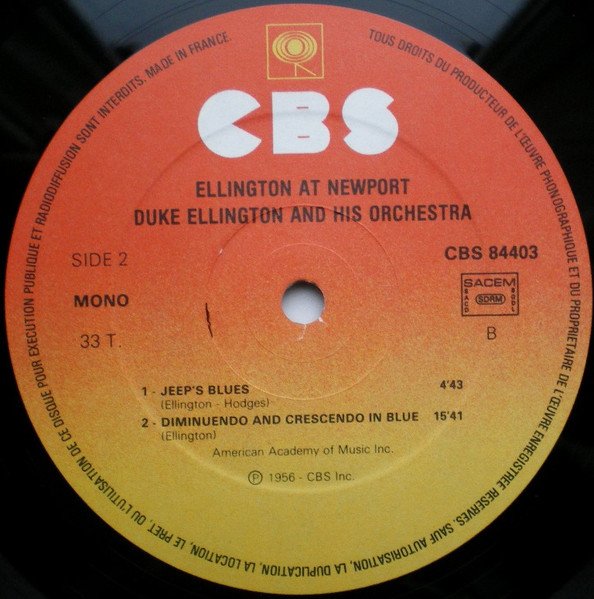 TOUS DROITS DU PRODUCTEUR DE L'ŒUVRE PHONOGRAPHIQUE ET DU PROPRIETAIRE DE L'ŒUVRE ENREGISTREE RESERVES. SAUF AUTORISATION, LA DUPLICATION, LA LOCATION, LE PRET, OU L'UTILISATION DE CE DISQUE POUR EXECUTION PUBLIQUE ET RADIODIFFUSION SONT INTERDITS. MADE IN FRANCE
CBS
ELLINGTON AT NEWPORT
DUKE ELLINGTON AND HIS ORCHESTRA
SIDE 2
CBS 84403
MONO
SACEM
SACD
SDRM
SGDL
33 T.
B
1 - JEEP'S BLUES 4'43
(Ellington - Hodges)
2 - DIMINUENDO AND CRESCENDO IN BLUE 15'41
(Ellington)
American Academy of Music Inc.
Ⓟ 1956 - CBS Inc.